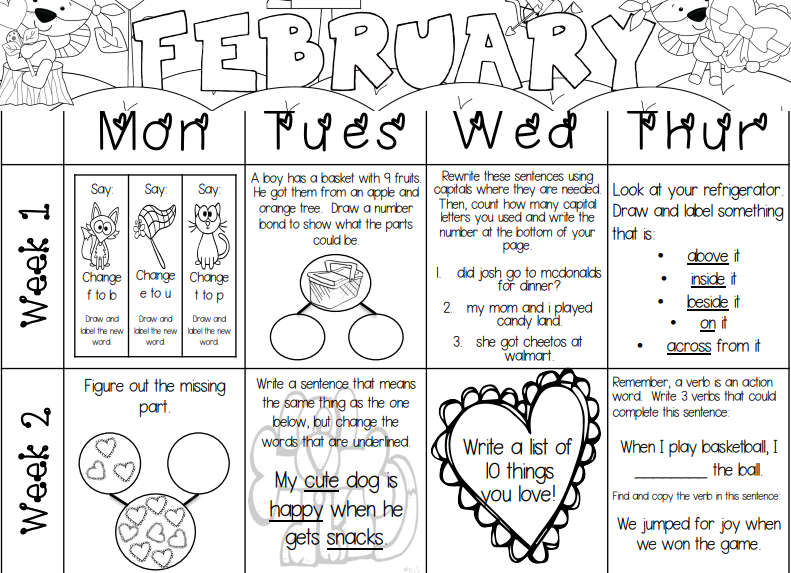 FEBRUARY
Mon Tues Wed Thur
Week 1
Say: Say: Say:
Change Change Change
f to b e to u t to p
Draw and Draw and Draw and
label the new label the new label the new
word. word. word.
A boy has a basket with 9 fruits.
He got them from an apple and
orange tree. Draw a number
bond to show what the parts
could be.
Rewrite these sentences using
capitals where they are needed.
Then, count how many capital
letters you used and write the
number at the bottom of your
page.
1. did josh go to mcdonalds
for dinner?
2. my mom and i played
candy land.
3. she got cheetos at
walmart.
Look at your refrigerator.
Draw and label something
that is:
• above it
• inside it
• beside it
• on it
• across from it
Week 2
Figure out the missing
part.
Write a sentence that means
the same thing as the one
below, but change the
words that are underlined.
My cute dog is
happy when he
gets snacks.
Write a list of
10 things
you love!
Remember, a verb is an action
word. Write 3 verbs that could
complete this sentence:
When I play basketball, I
__________ the ball.
Find and copy the verb in this sentence:
We jumped for joy when
we won the game.